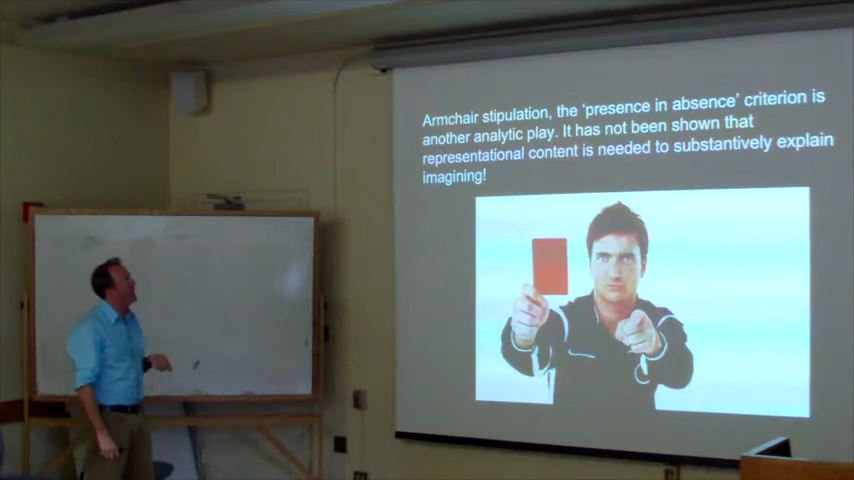 Armchair stipulation, the ‘presence in absence’ criterion is
another analytic play. It has not been shown that
representational content is needed to substantively explain
imagining!